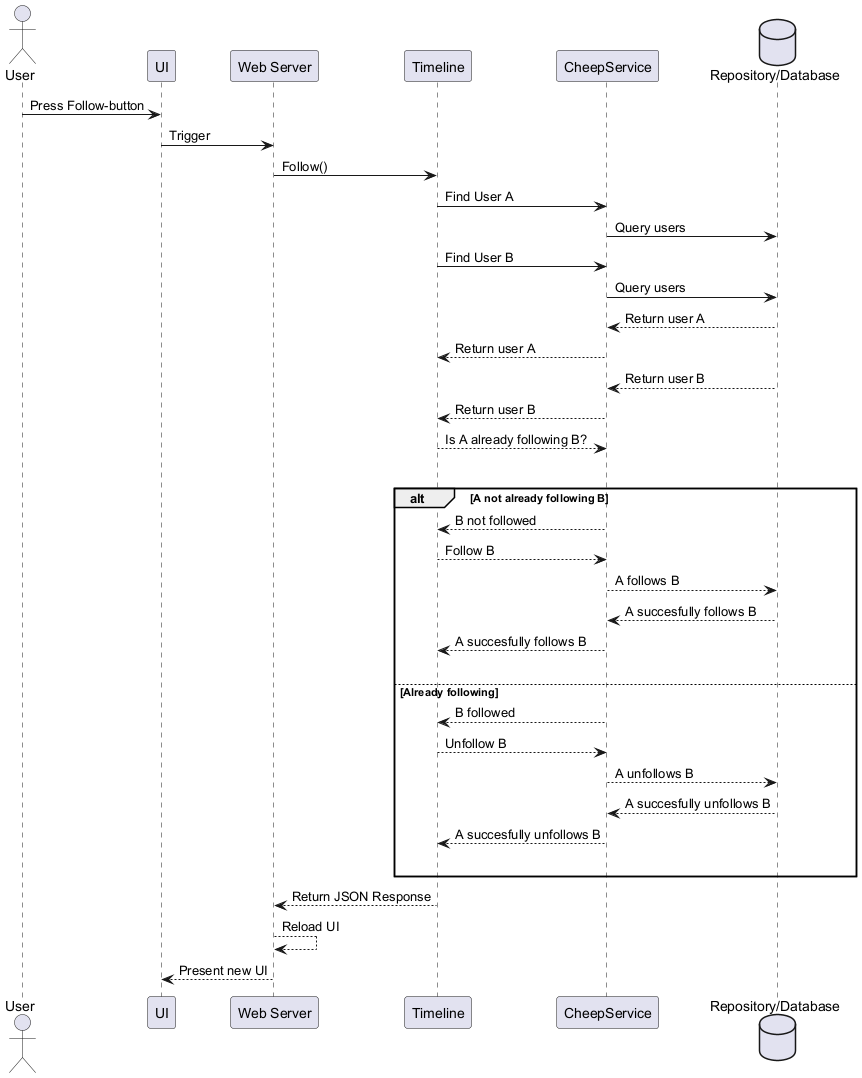 User
UI
Web Server
Timeline
CheepService
Repository/Database
Press Follow-button
Trigger
Follow()
Find User A
Query users
Find User B
Query users
Return user A
Return user A
Return user B
Return user B
Is A already following B?
alt
[A not already following B]
B not followed
Follow B
A follows B
A succesfully follows B
A succesfully follows B
[Already following]
B followed
Unfollow B
A unfollows B
A succesfully unfollows B
A succesfully unfollows B
Return JSON Response
Reload UI
Present new UI
User
UI
Web Server
Timeline
CheepService
Repository/Database